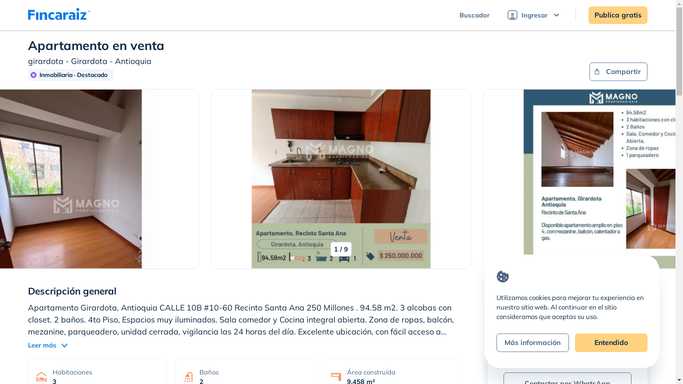 Fincaraiz
Buscador
Ingresar
Publica gratis
Apartamento en venta
girardota - Girardota - Antioquia
Inmobiliaria · Destacado
Compartir
MAGNO
MAGNO
Apartamento, Recinto Santa Ana
Girardota, Antioquia
Venta
94.58m2
3
2
1
$ 250.000.000
1 / 9
MAGNO
94.58m2
3 habitaciones con cl
2 Baños
Sala, Comedor y Cocin
Abierta,
Zona de ropas
1 parqueadero
Apartamento, Girardota
Antioquia
Recinto de Santa Ana
Disponible apartamento amplio en piso
4, con mezanine, balcón, calentador a
gas.
Descripción general
Apartamento Girardota, Antioquia CALLE 10B #10-60 Recinto Santa Ana 250 Millones . 94.58 m2. 3 alcobas con
closet. 2 baños. 4to Piso, Espacios muy iluminados. Sala comedor y Cocina integral abierta. Zona de ropas, balcón,
mezanine, parqueadero, unidad cerrada, vigilancia las 24 horas del día. Excelente ubicación, con fácil acceso a...
Leer más
Habitaciones
3
Baños
2
Área construida
9.458 m²
Utilizamos cookies para mejorar tu experiencia en
nuestro sitio web. Al continuar en el sitio
consideramos que aceptas su uso.
Más información
Entendido
Contactar por WhatsApp